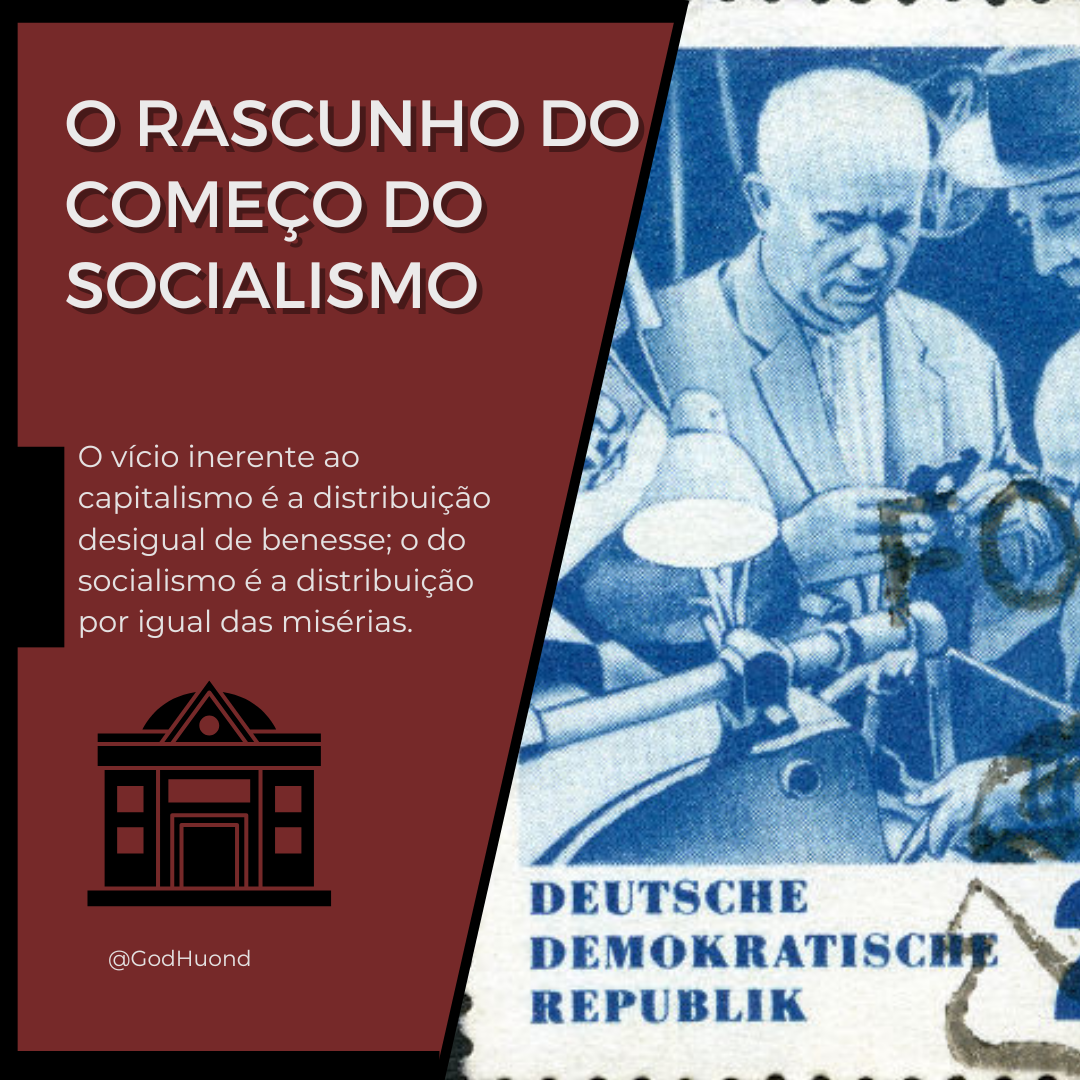 O RASCUNHO DO
COMEÇO DO
SOCIALISMO
O vício inerente ao
capitalismo é a distribuição
desigual de benesse; o do
socialismo é a distribuição
por igual das misérias.
@GodHuond
DEUTSCHE
DEMOKRATISCHE
REPUBLIK